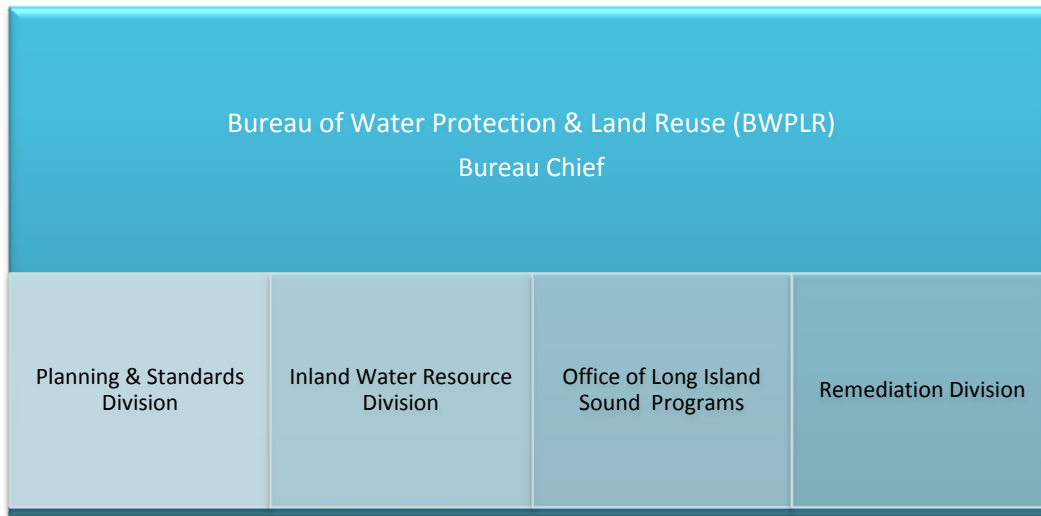 Bureau of Water Protection & Land Reuse (BWPLR)
Bureau Chief
Planning & Standards
Division
Inland Water Resource
Division
Office of Long Island
Sound Programs
Remediation Division